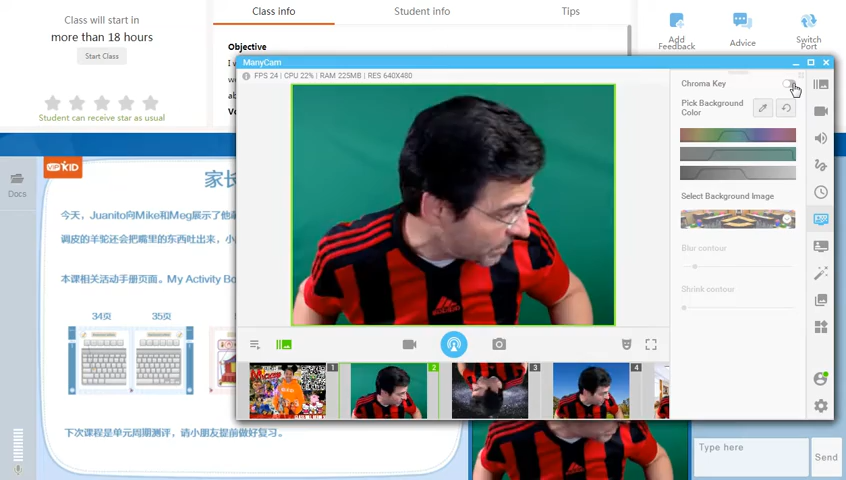 Class will start in
more than 18 hours
Start Class
Student can receive star as usual
Class info
Student info
Tips
Objective
Add
Feedback
Advice
Switch
Port
ManyCam
FPS 24 | CPU 22% | RAM 225MB | RES 640X480
Chroma Key
Pick Background
Color
Select Background Image
Blur contour
Shrink contour
Docs
VIPKID
今天，Juanito向Mike和Meg展示了他
调皮的羊驼还会把嘴里的东西吐出来，小
本课相关活动手册页面。My Activity Bo
34页
35页
下次课程是单元周期测评，请小朋友提前做好复习。
1
2
3
4
Type here
Send